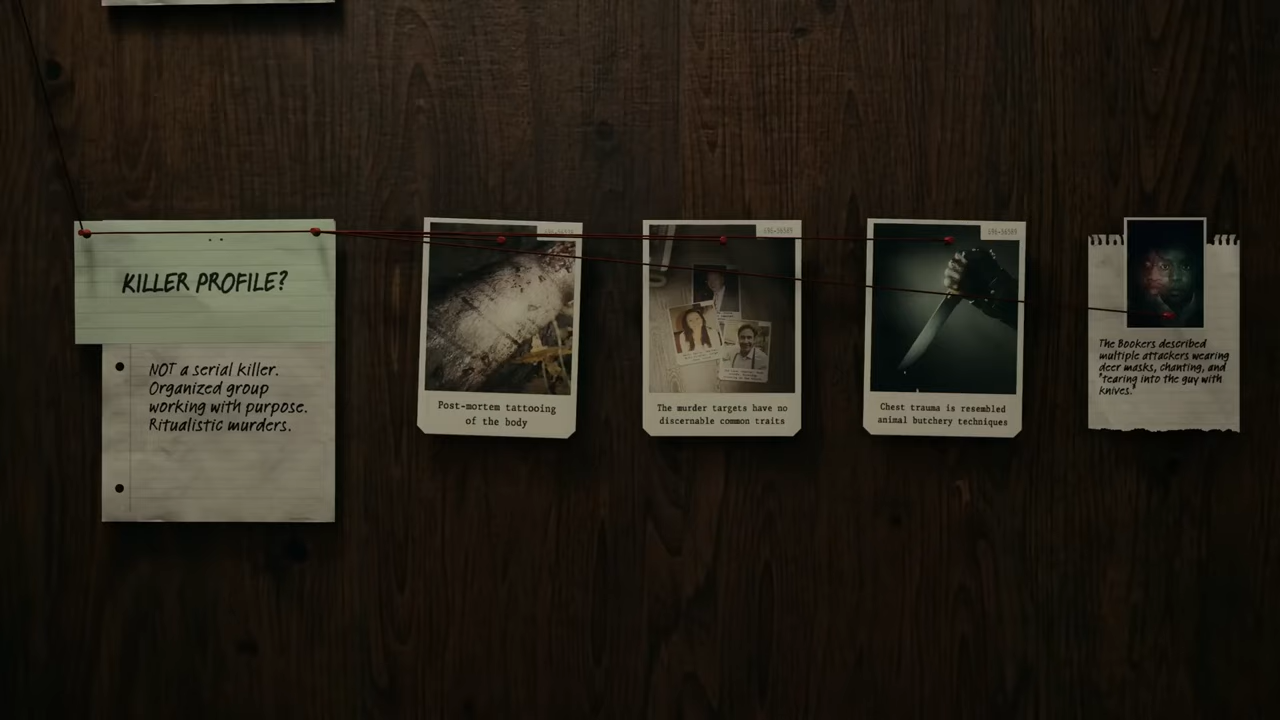 KILLER PROFILE?
NOT a serial killer.
Organized group
working with purpose.
Ritualistic murders.
Post-mortem tattooing
of the body
The murder targets have no
discernable common traits
Chest trauma is resembled
animal butchery techniques
The Bookers described
multiple attackers wearing
deer masks, chanting, and
"tearing into the guy with
knives."